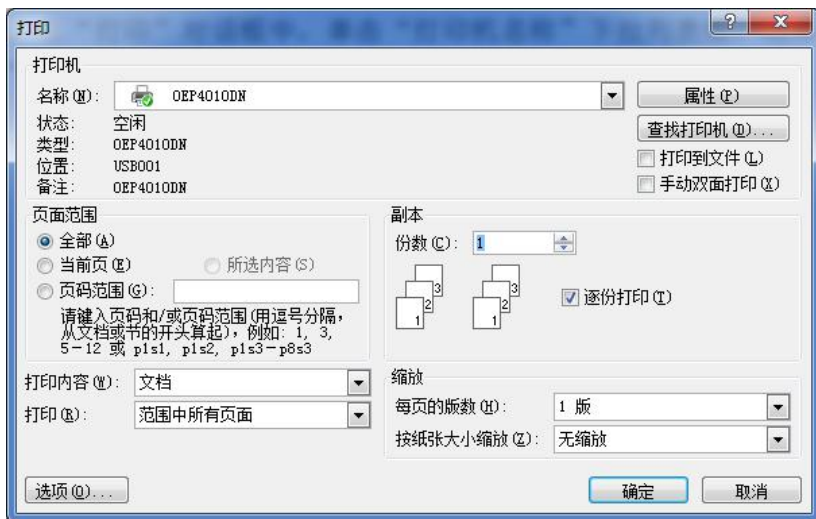 打印
打印机
名称(N): OEP4010DN
属性(P)
状态: 空闲
查找打印机(D)...
类型: OEP4010DN
位置: USB001
打印到文件(L)
备注: OEP4010DN
手动双面打印(X)
页面范围
全部(A)
当前页(E) 所选内容(S)
页码范围(G):
请键入页码和/或页码范围(用逗号分隔,
从文档或节的开头算起), 例如: 1, 3,
5-12 或 p1s1, p1s2, p1s3-p8s3
副本
份数(C): 1
3
2
1
3
2
1
逐份打印(T)
打印内容(W): 文档
打印(R): 范围中所有页面
缩放
每页的版数(H): 1 版
按纸张大小缩放(Z): 无缩放
选项(O)...
确定
取消